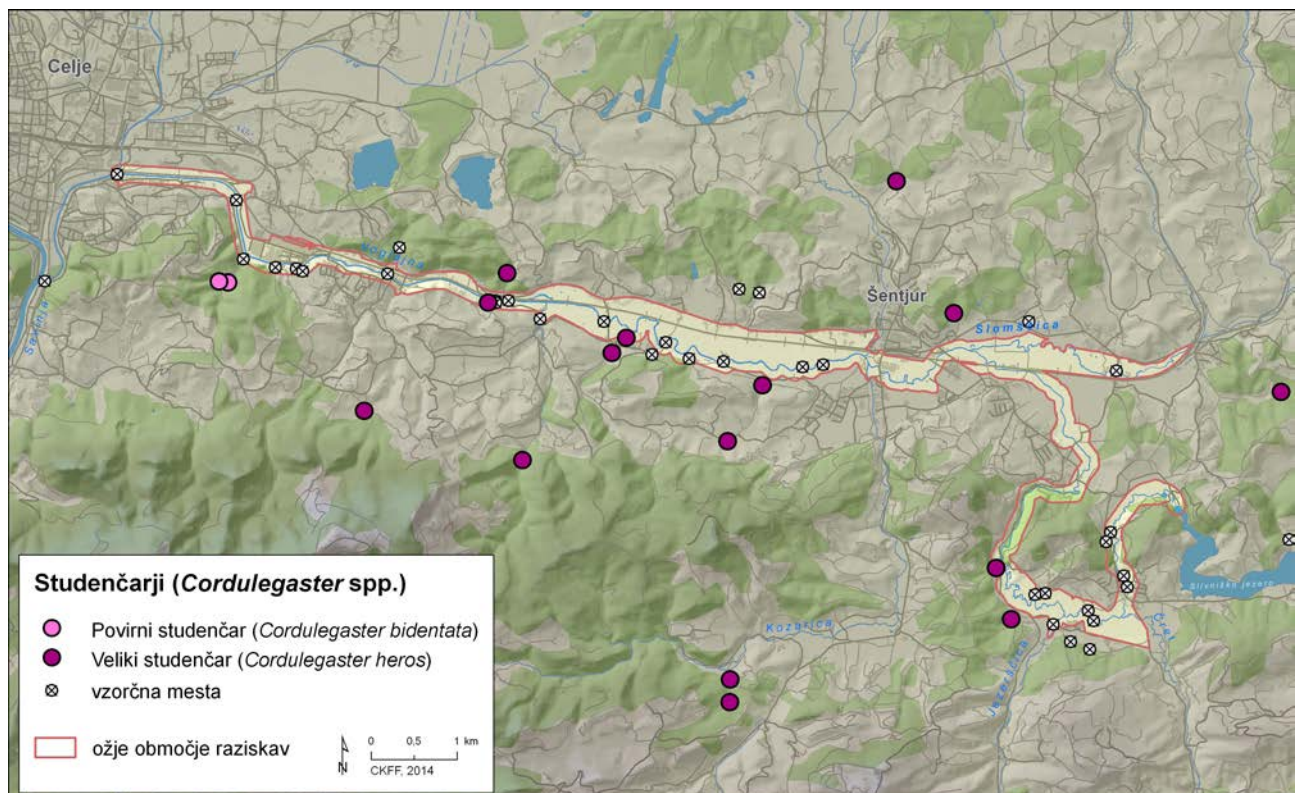 Celje
Voglajna
Šentjur
Slomščica
Savinja
Slivniško jezero
Kozarica
Jezerščica
Čret
Studenčarji (Cordulegaster spp.)
Povirni studenčar (Cordulegaster bidentata)
Veliki studenčar (Cordulegaster heros)
vzorčna mesta
ožje območje raziskav
N
0 0,5 1 km
CKFF, 2014